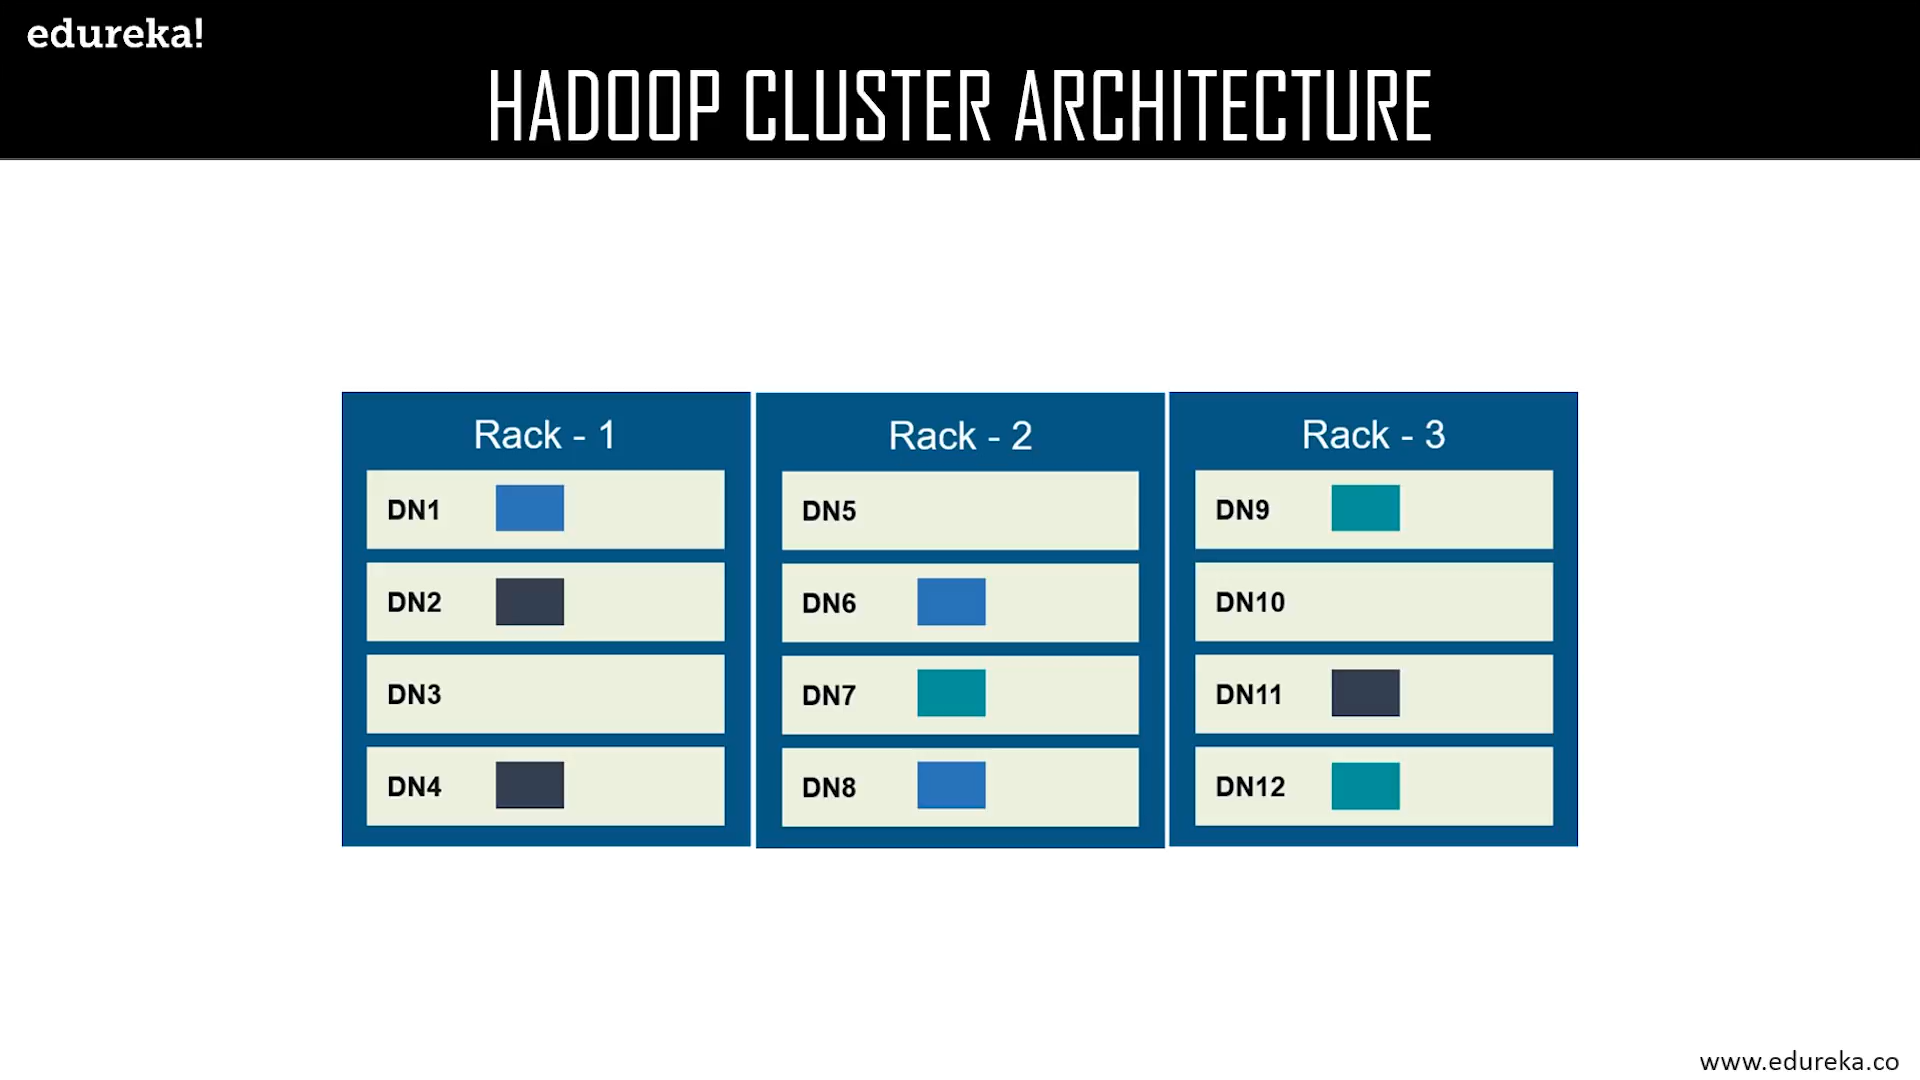 edureka!
HADOOP CLUSTER ARCHITECTURE
Rack - 1
DN1
DN2
DN3
DN4
Rack - 2
DN5
DN6
DN7
DN8
Rack - 3
DN9
DN10
DN11
DN12
www.edureka.co